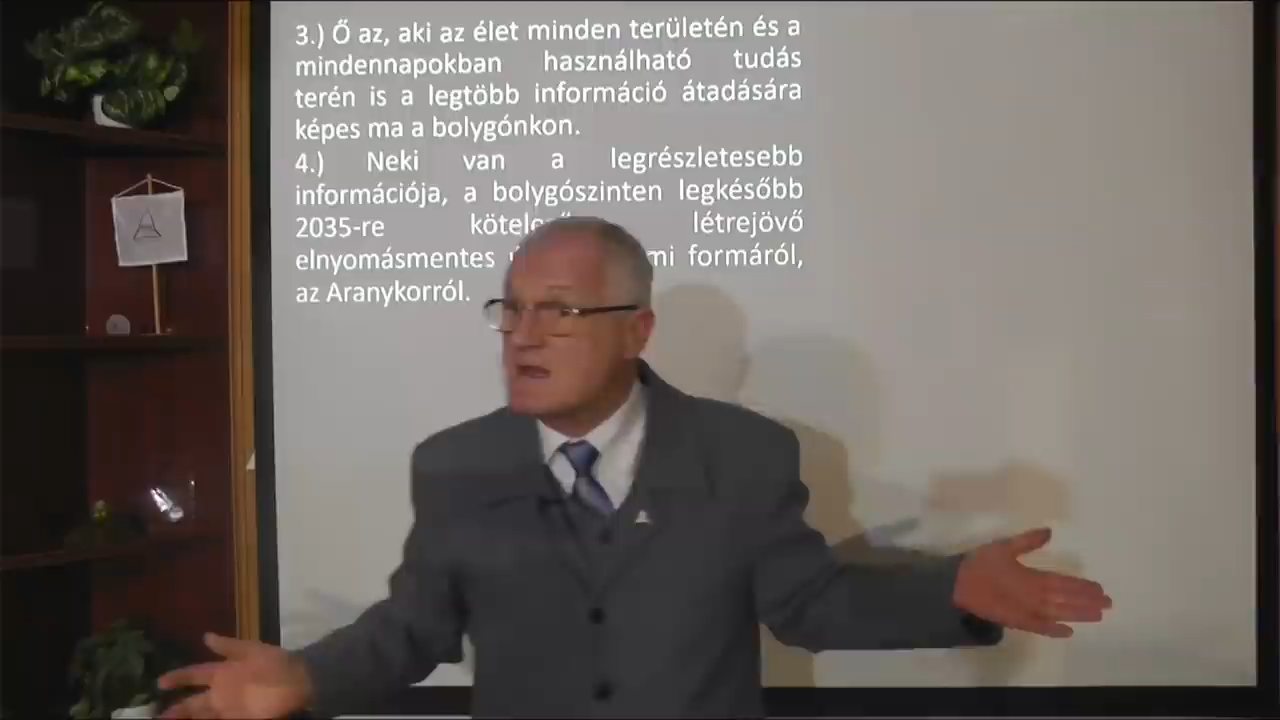 3.) Ő az, aki az élet minden területén és a
mindennapokban használható tudás
terén is a legtöbb információ átadására
képes ma a bolygónkon.
4.) Neki van a legrészletesebb
információja, a bolygószinten legkésőbb
2035-re létrejövő
elnyomásmentes formáról,
az Aranykorról.